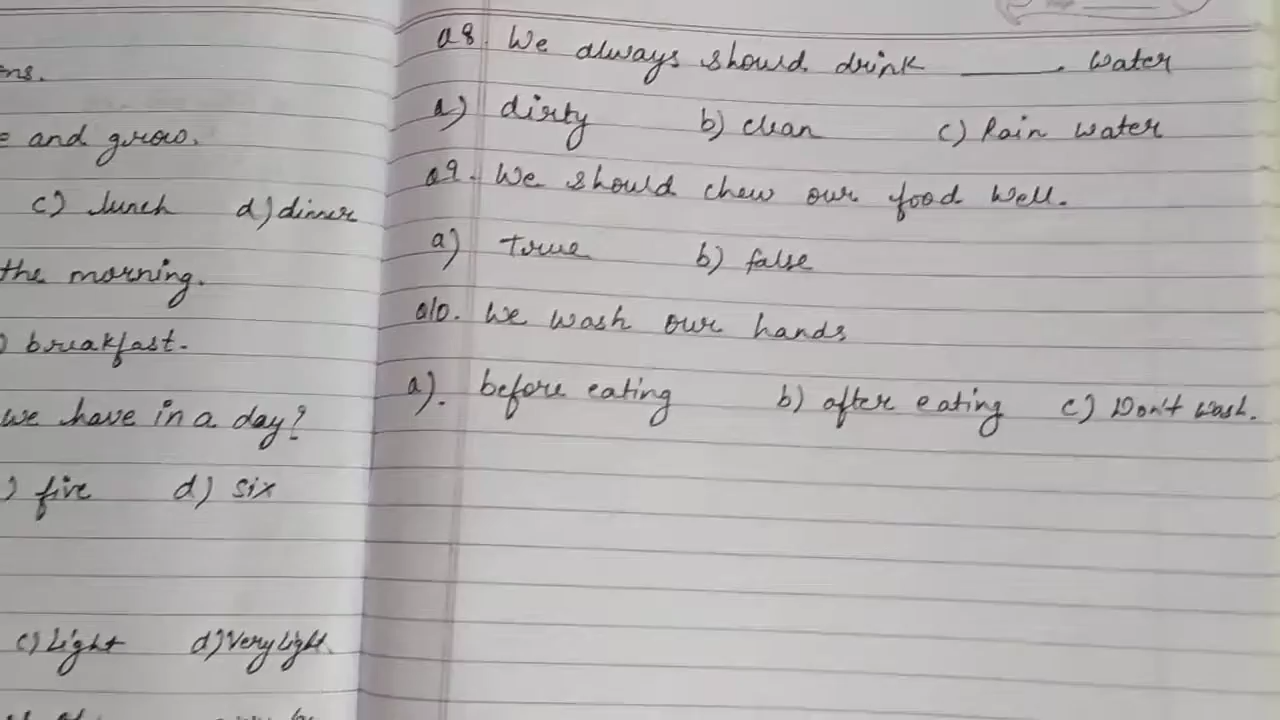 ens.
e and grow.
c) lunch d) dinner
the morning.
) breakfast.
we have in a day?
) five d) six
c) Light d) Very light.
Q8. We always should drink ____. water
a) dirty b) clean c) Rain water
Q9. We should chew our food well.
a) true b) false
Q10. We wash our hands
a). before eating b) after eating c) Don't wash.